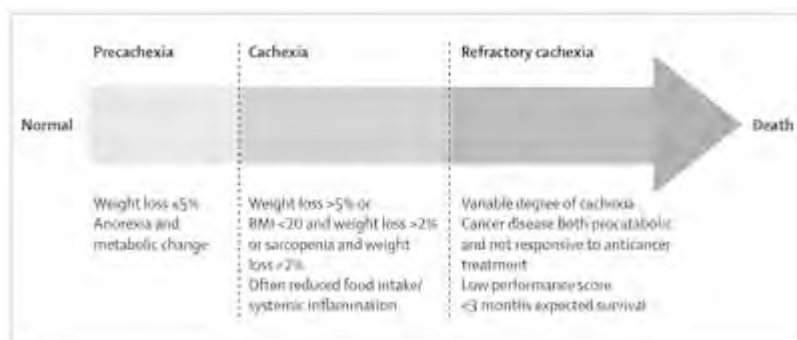 Precachexia
Cachexia
Refractory cachexia
Normal
Death
Weight loss ≤5%
Anorexia and
metabolic change
Weight loss >5% or
BMI <20 and weight loss >2%
or sarcopenia and weight
loss >2%
Often reduced food intake/
systemic inflammation
Variable degree of cachexia
Cancer disease Both procatabolic
and not responsive to anticancer
treatment
Low performance score
<3 months expected survival